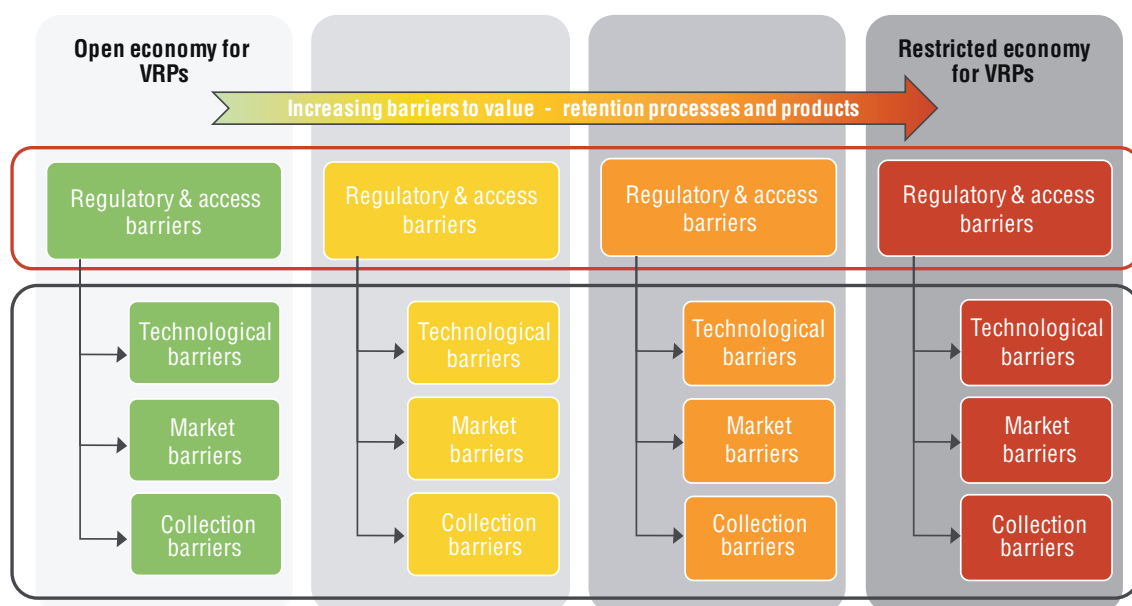 Open economy for
VRPs
Restricted economy
for VRPs
Increasing barriers to value - retention processes and products
Regulatory & access
barriers
Regulatory & access
barriers
Regulatory & access
barriers
Regulatory & access
barriers
Technological
barriers
Technological
barriers
Technological
barriers
Technological
barriers
Market
barriers
Market
barriers
Market
barriers
Market
barriers
Collection
barriers
Collection
barriers
Collection
barriers
Collection
barriers